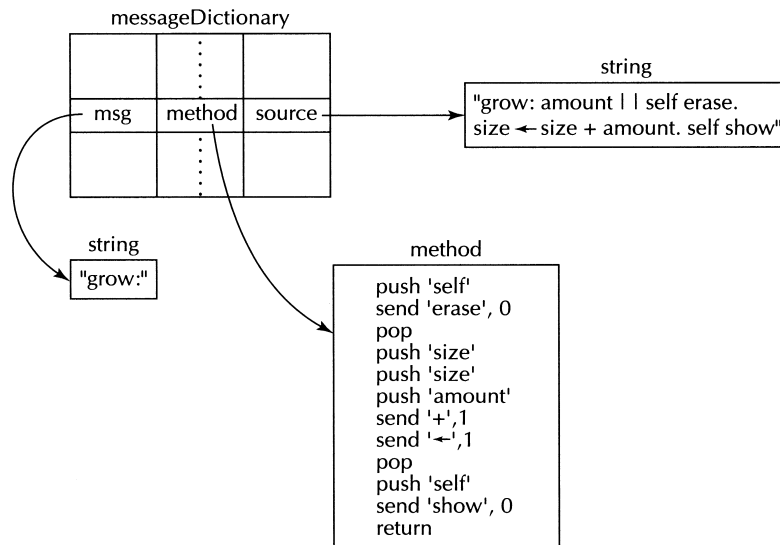 messageDictionary
msg method source
string
"grow: amount | | self erase.
size ← size + amount. self show"
string
"grow:"
method
push 'self'
send 'erase', 0
pop
push 'size'
push 'size'
push 'amount'
send '+',1
send '←',1
pop
push 'self'
send 'show', 0
return